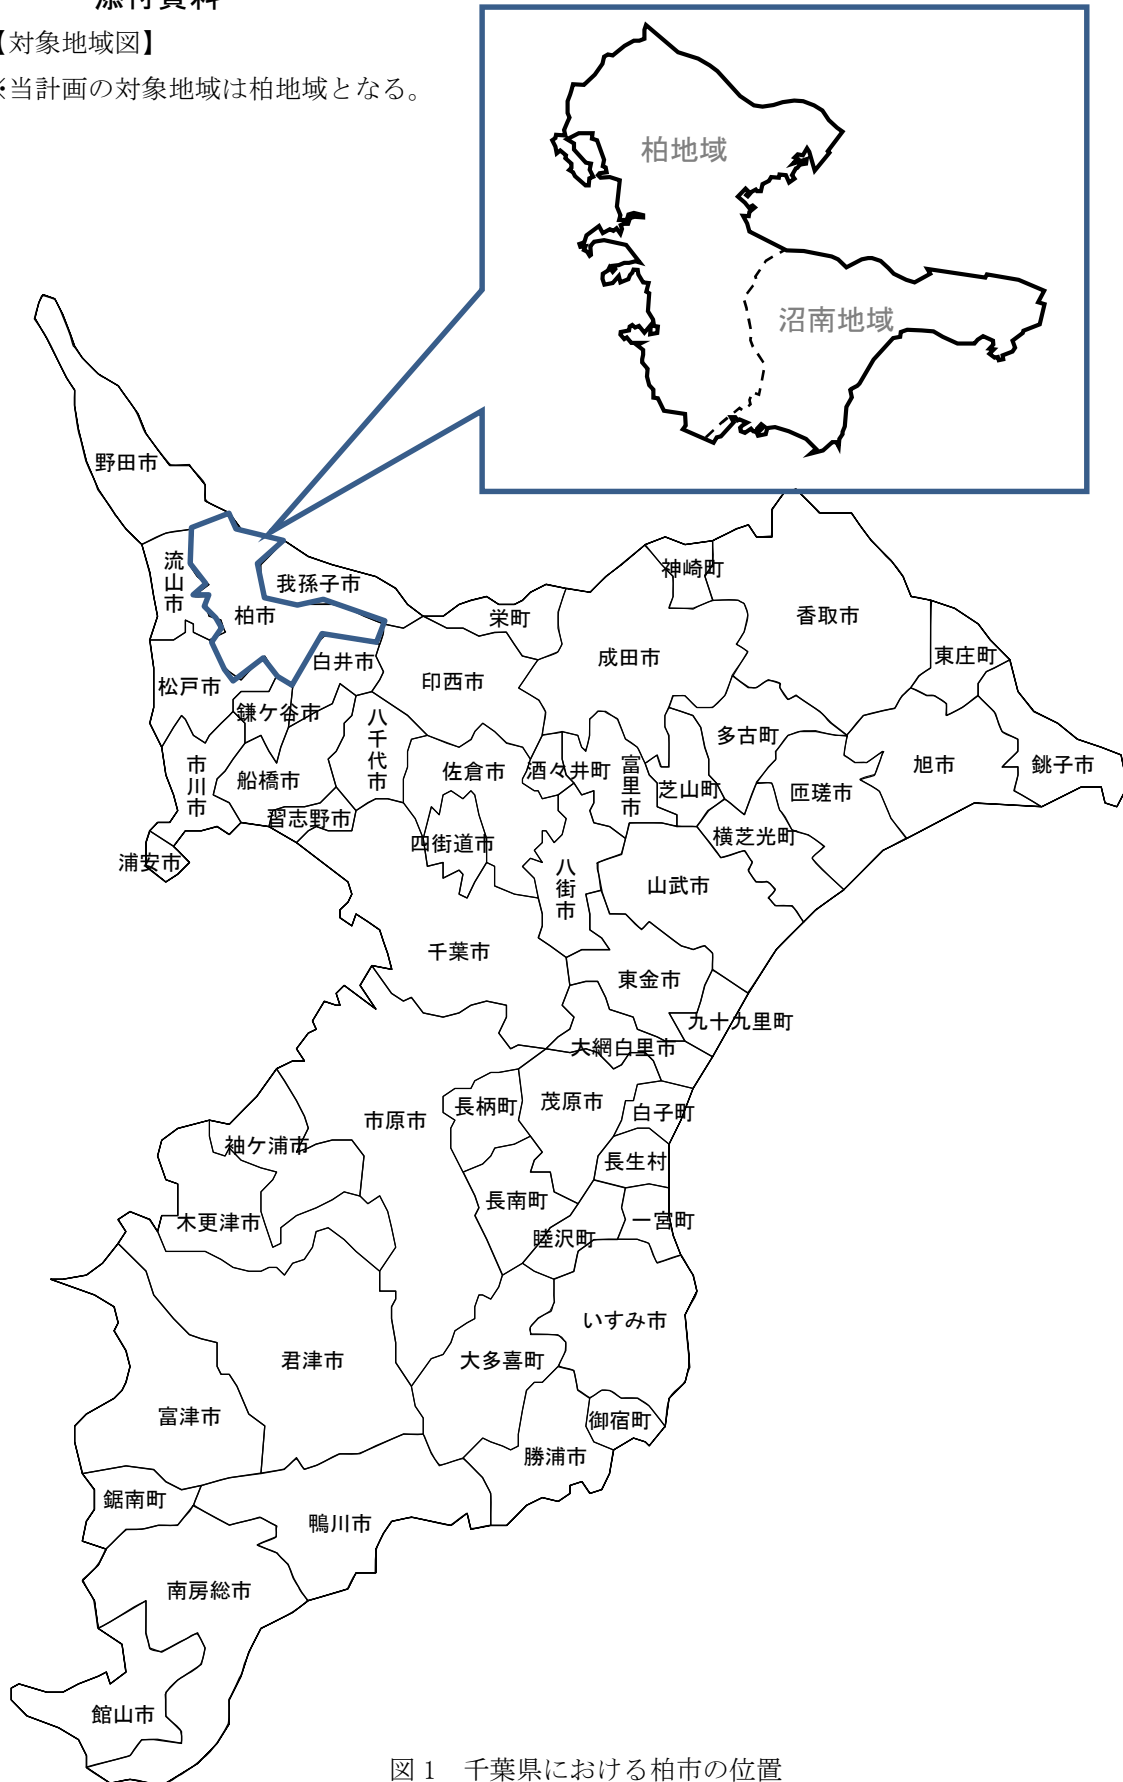 添付資料
【対象地域図】
※当計画の対象地域は柏地域となる。
柏地域
沼南地域
野田市
流山市
柏市
我孫子市
松戸市
白井市
鎌ケ谷市
市川市
船橋市
八千代市
習志野市
浦安市
栄町
印西市
成田市
神崎町
香取市
東庄町
銚子市
旭市
匝瑳市
多古町
芝山町
横芝光町
富里市
酒々井町
佐倉市
四街道市
八街市
山武市
千葉市
東金市
九十九里町
大網白里市
茂原市
白子町
長柄町
長生村
長南町
一宮町
睦沢町
市原市
袖ケ浦市
木更津市
いすみ市
大多喜町
君津市
富津市
御宿町
勝浦市
鋸南町
鴨川市
南房総市
館山市
図1　千葉県における柏市の位置